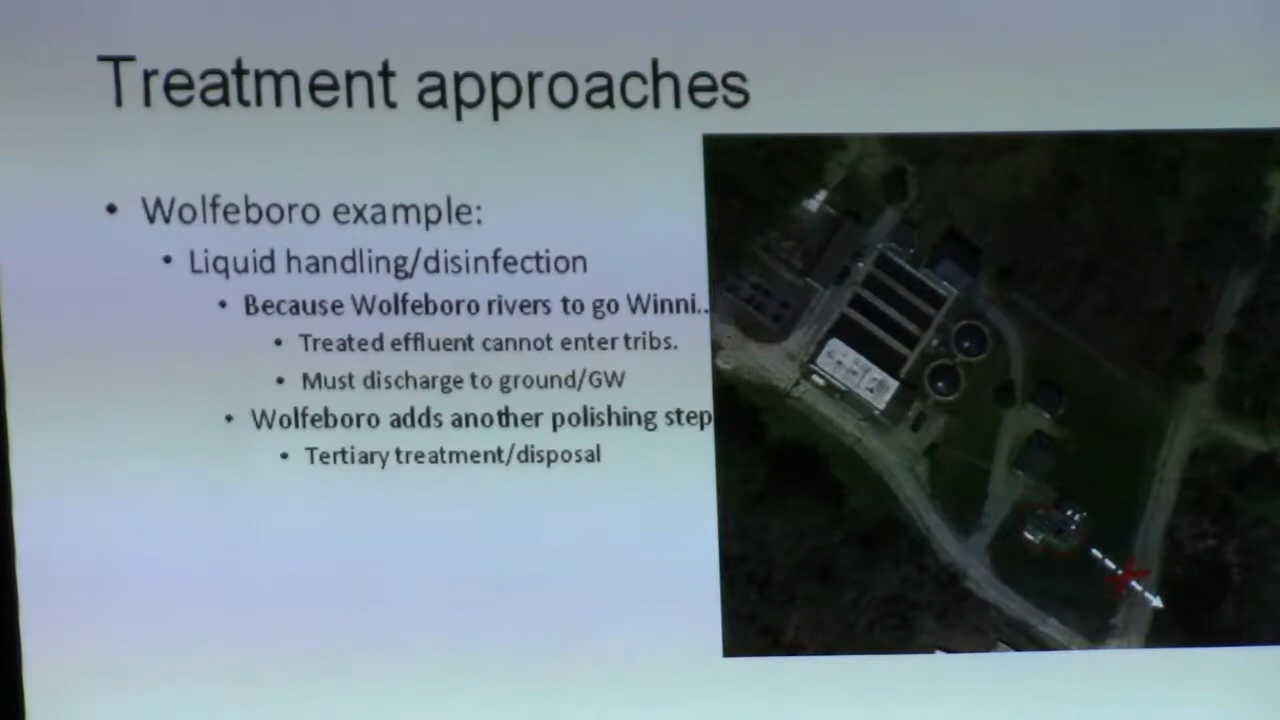 Treatment approaches
• Wolfeboro example:
• Liquid handling/disinfection
• Because Wolfeboro rivers to go Winni..
• Treated effluent cannot enter tribs.
• Must discharge to ground/GW
• Wolfeboro adds another polishing step
• Tertiary treatment/disposal